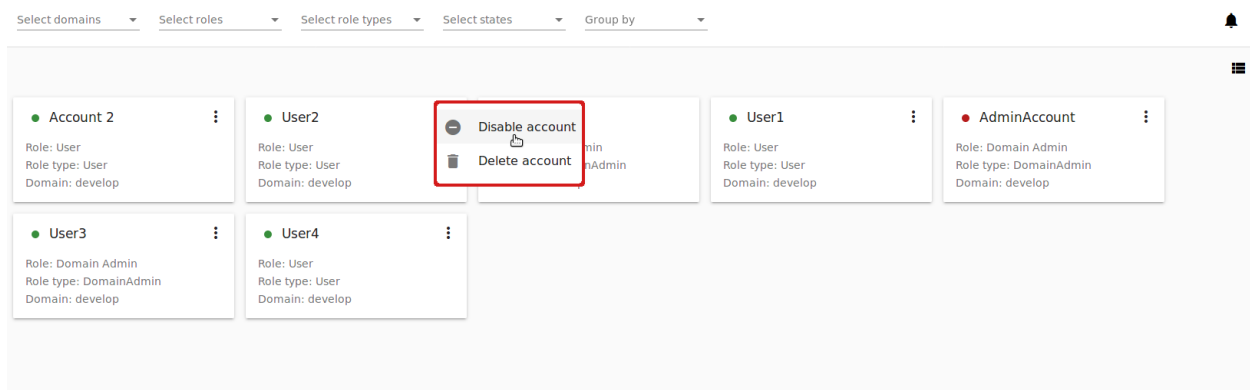 Select domains
Select roles
Select role types
Select states
Group by
Account 2
Role: User
Role type: User
Domain: develop
User2
Role: User
Role type: User
Domain: develop
Disable account
Delete account
min
nAdmin
User1
Role: User
Role type: User
Domain: develop
AdminAccount
Role: Domain Admin
Role type: DomainAdmin
Domain: develop
User3
Role: Domain Admin
Role type: DomainAdmin
Domain: develop
User4
Role: User
Role type: User
Domain: develop